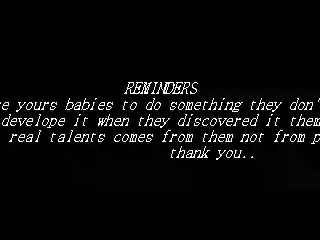 REMINDERS
yours babies to do something they don'
develope it when they discovered it
real talents comes from them not from
thank you..